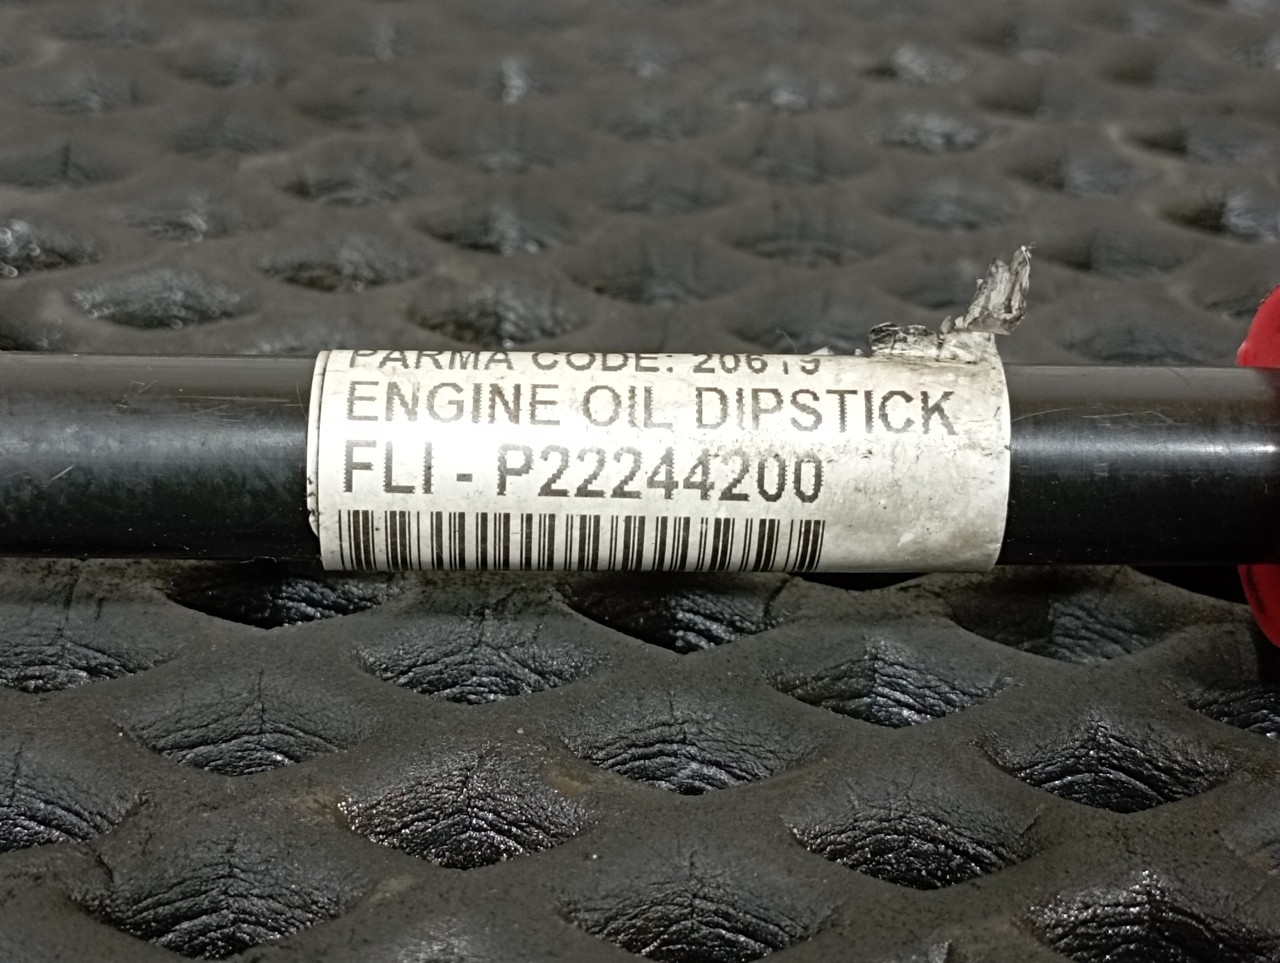 PARMA CODE: 20619
ENGINE OIL DIPSTICK
FLI - P22244200